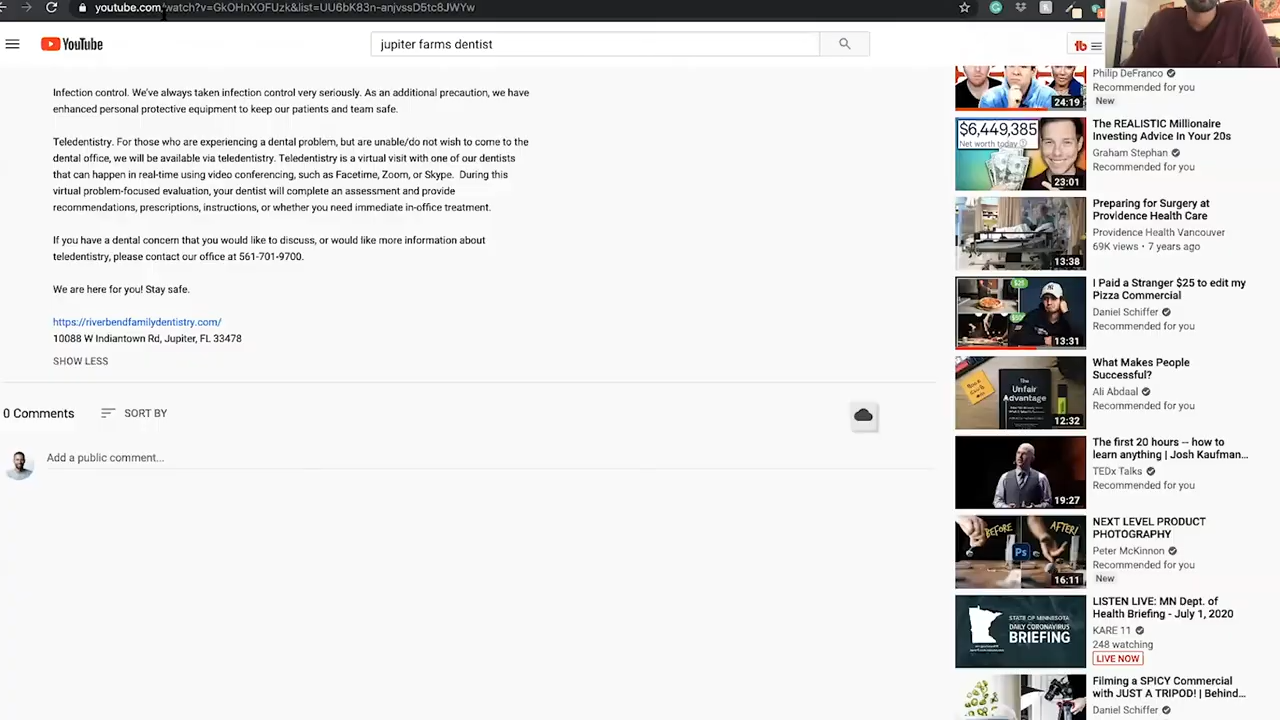 youtube.com/watch?v=GkOHnXOFUzk&list=UU6bK83n-anjvssD5tc8JWYw
YouTube
jupiter farms dentist
Infection control. We've always taken infection control very seriously. As an additional precaution, we have
enhanced personal protective equipment to keep our patients and team safe.
Teledentistry. For those who are experiencing a dental problem, but are unable/do not wish to come to the
dental office, we will be available via teledentistry. Teledentistry is a virtual visit with one of our dentists
that can happen in real-time using video conferencing, such as Facetime, Zoom, or Skype. During this
virtual problem-focused evaluation, your dentist will complete an assessment and provide
recommendations, prescriptions, instructions, or whether you need immediate in-office treatment.
If you have a dental concern that you would like to discuss, or would like more information about
teledentistry, please contact our office at 561-701-9700.
We are here for you! Stay safe.
https://riverbendfamilydentistry.com/
10088 W Indiantown Rd, Jupiter, FL 33478
SHOW LESS
0 Comments
SORT BY
Add a public comment...
24:19
Philip DeFranco
Recommended for you
New
$6,449,385
Net worth today
23:01
The REALISTIC Millionaire
Investing Advice In Your 20s
Graham Stephan
Recommended for you
13:38
Preparing for Surgery at
Providence Health Care
Providence Health Vancouver
69K views • 7 years ago
13:31
I Paid a Stranger $25 to edit my
Pizza Commercial
Daniel Schiffer
Recommended for you
The
Unfair
Advantage
12:32
What Makes People
Successful?
Ali Abdaal
Recommended for you
19:27
The first 20 hours -- how to
learn anything | Josh Kaufman...
TEDx Talks
Recommended for you
BEFORE
AFTER!
Ps
16:11
NEXT LEVEL PRODUCT
PHOTOGRAPHY
Peter McKinnon
Recommended for you
New
STATE OF MINNESOTA
DAILY CORONAVIRUS
BRIEFING
LISTEN LIVE: MN Dept. of
Health Briefing - July 1, 2020
KARE 11
248 watching
LIVE NOW
Filming a SPICY Commercial
with JUST A TRIPOD! | Behind...
Daniel Schiffer